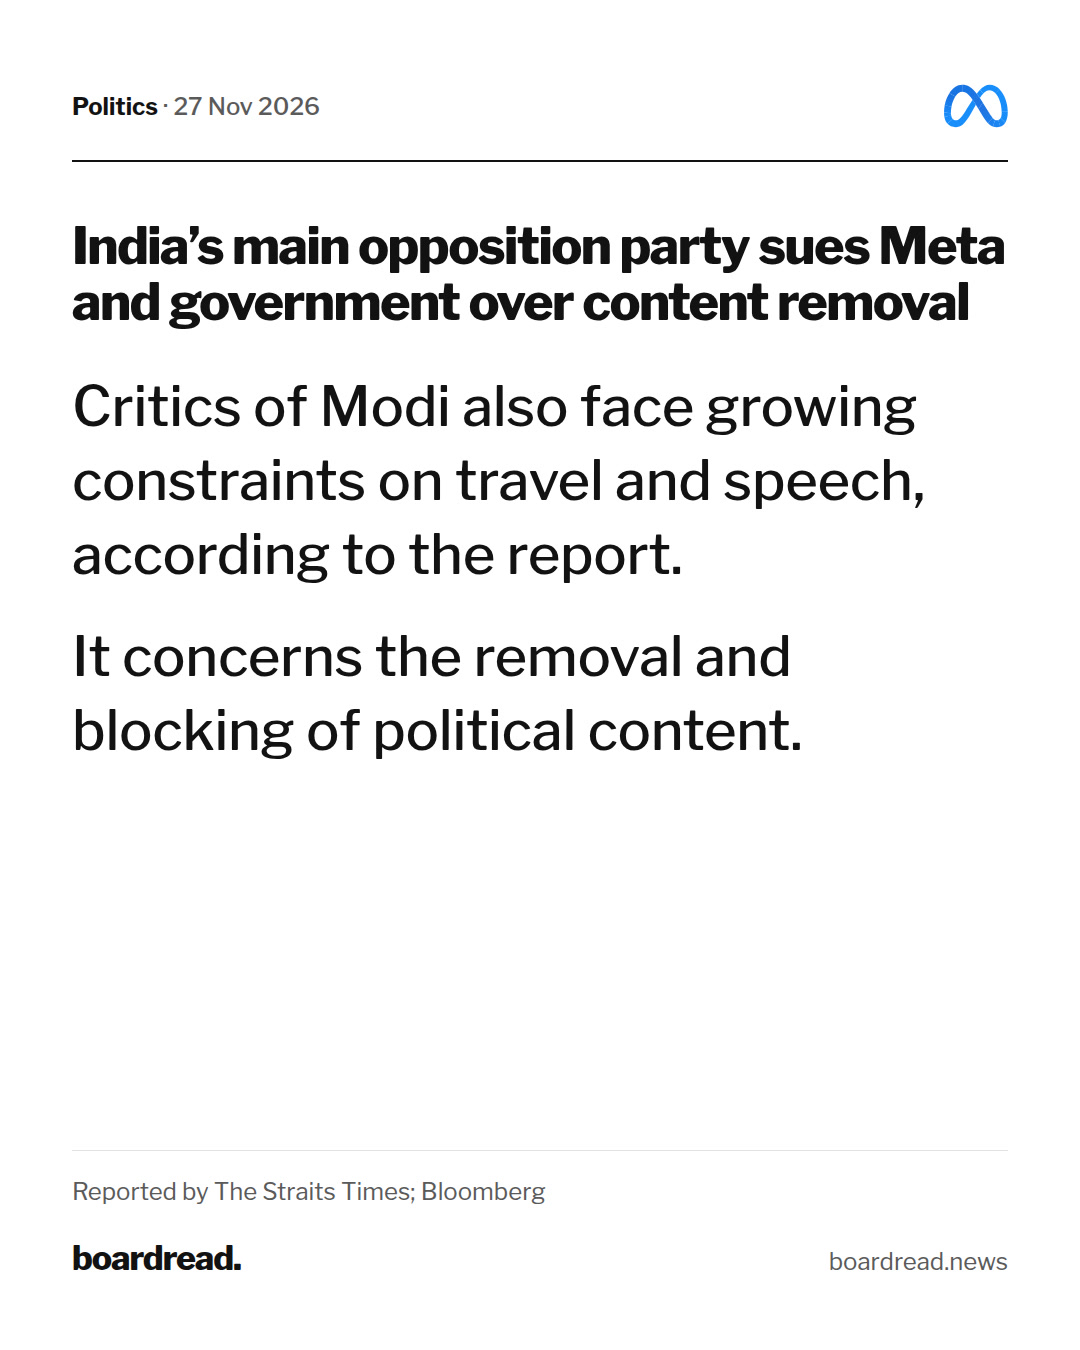 Politics · 27 Nov 2026
India’s main opposition party sues Meta
and government over content removal
Critics of Modi also face growing
constraints on travel and speech,
according to the report.
It concerns the removal and
blocking of political content.
Reported by The Straits Times; Bloomberg
boardread.
boardread.news